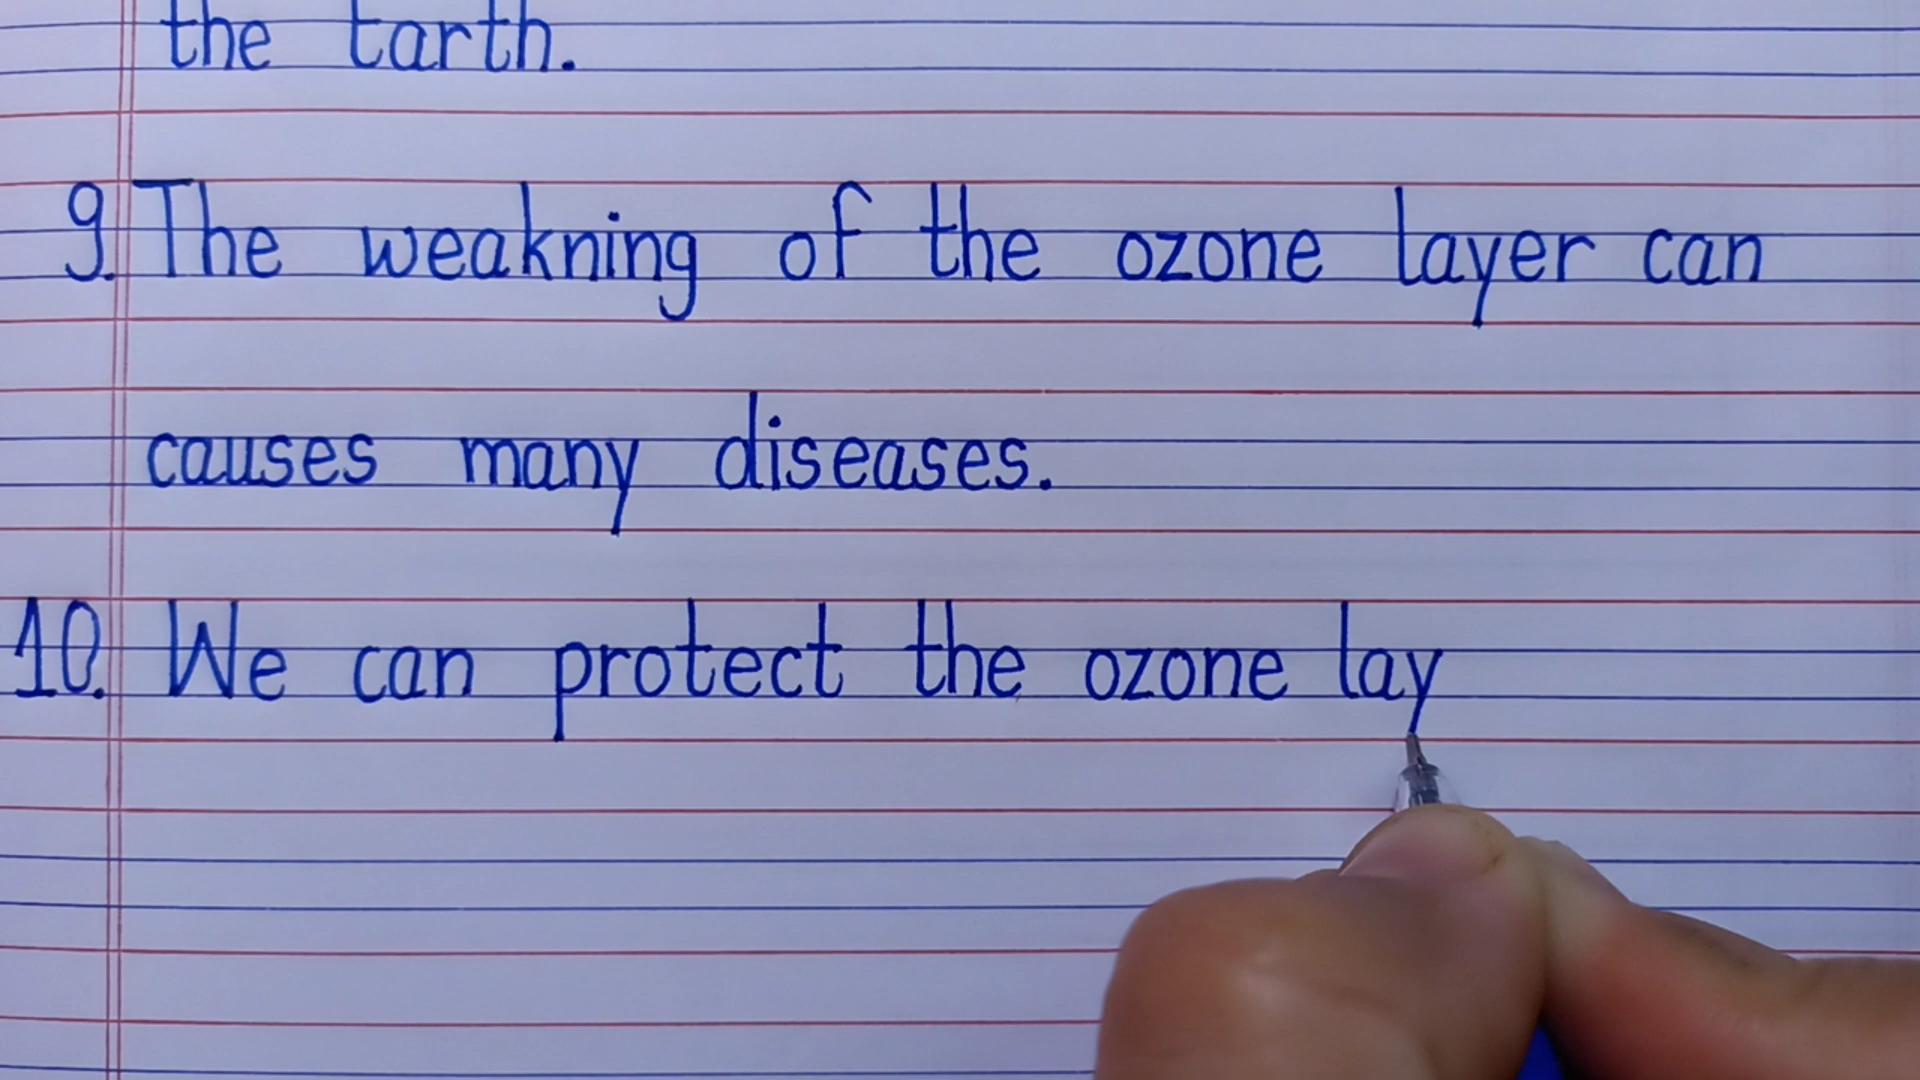 the Earth.
9. The weakning of the ozone layer can
causes many diseases.
10. We can protect the ozone lay